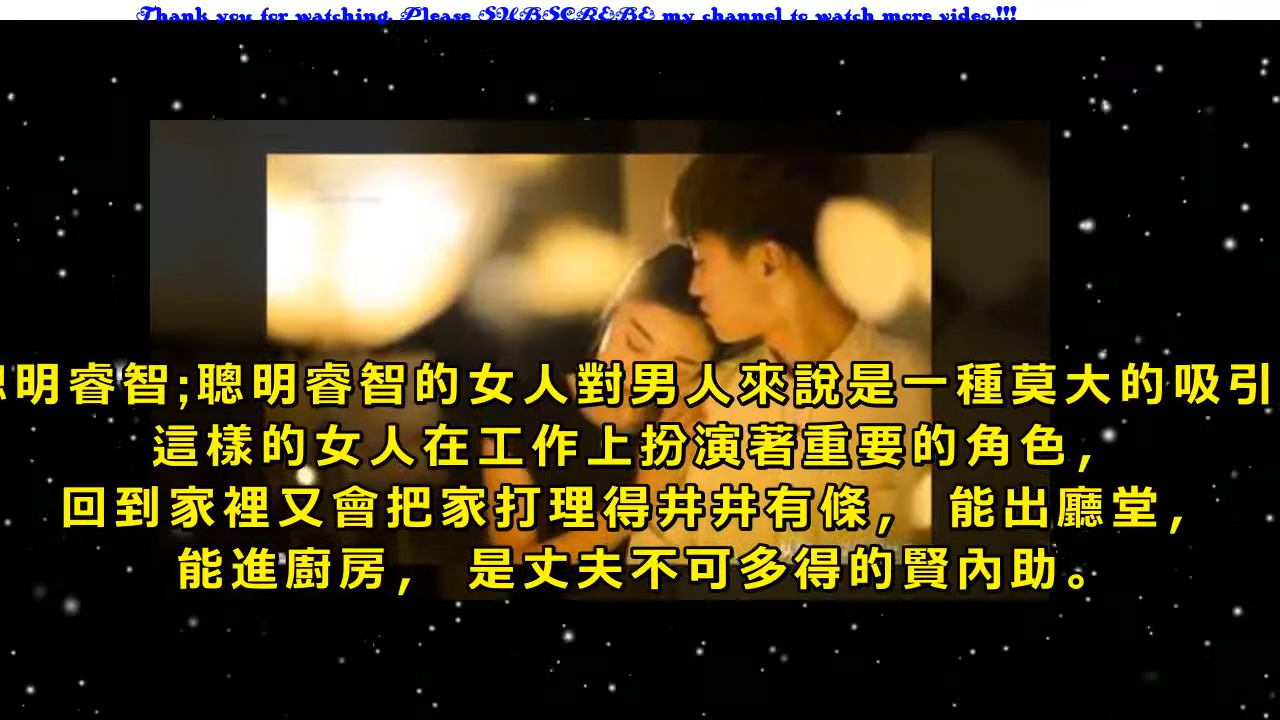 Thank you for watching. Please SUBSCREBE my channel to watch more video.!!!
明睿智;聰明睿智的女人對男人來說是一種莫大的吸引
這樣的女人在工作上扮演著重要的角色，
回到家裡又會把家打理得井井有條， 能出廳堂，
能進廚房， 是丈夫不可多得的賢內助。